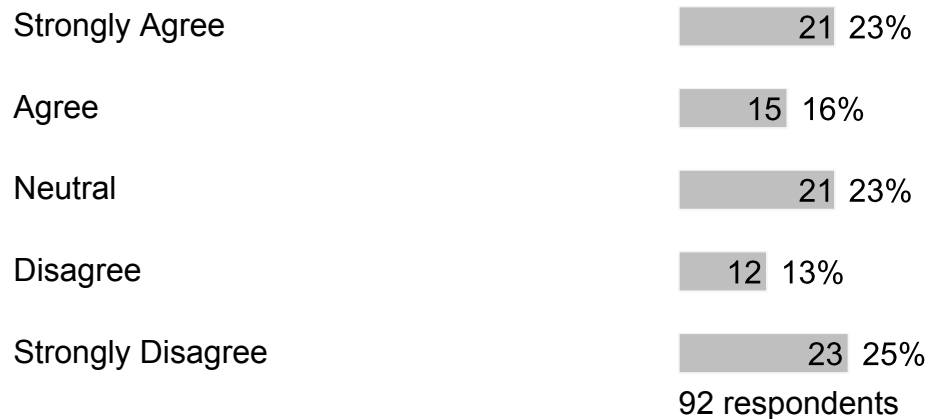 Strongly Agree 21 23%
Agree 15 16%
Neutral 21 23%
Disagree 12 13%
Strongly Disagree 23 25%
92 respondents